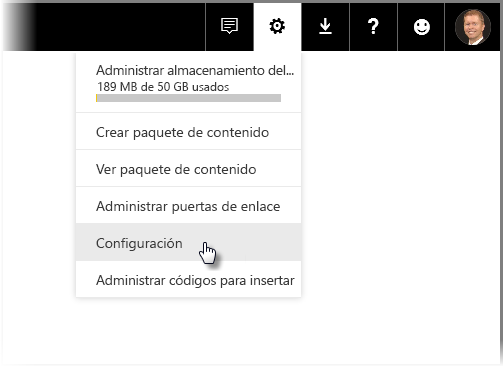 Administrar almacenamiento del...
189 MB de 50 GB usados
Crear paquete de contenido
Ver paquete de contenido
Administrar puertas de enlace
Configuración
Administrar códigos para insertar